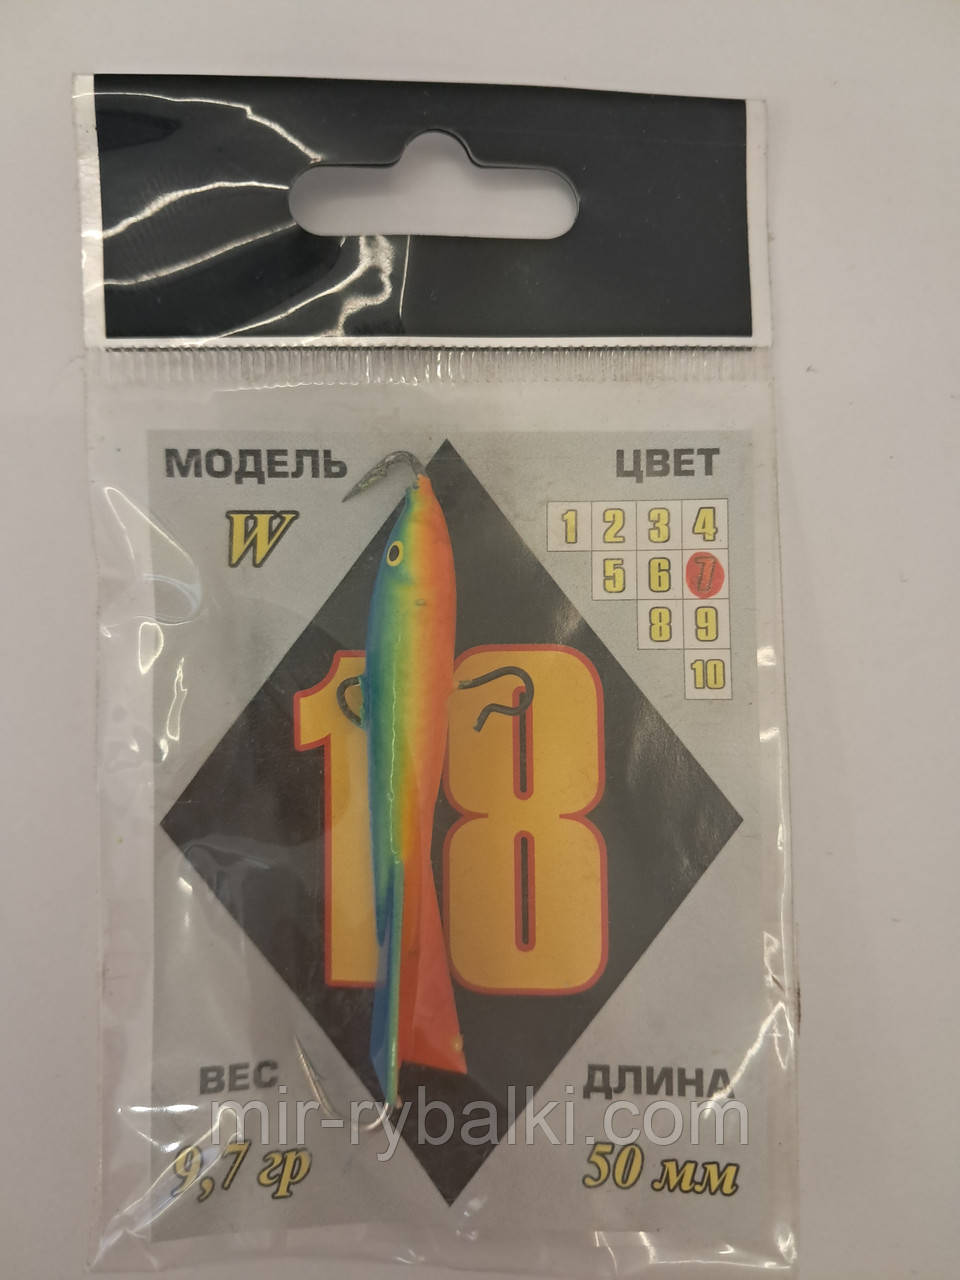 МОДЕЛЬ
W
ЦВЕТ
1 2 3 4
5 6 7
8 9
10
18
ВЕС
9,7 гр
ДЛИНА
50 мм
mir-rybalki.com